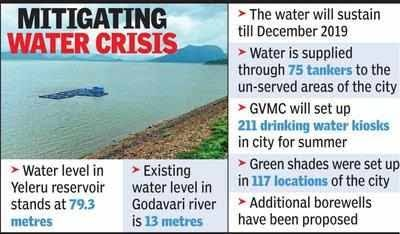 MITIGATING
WATER CRISIS
➤ Water level in
Yeleru reservoir
stands at 79.3
metres
➤ Existing
water level in
Godavari river
is 13 metres
➤ The water will sustain
till December 2019
➤ Water is supplied
through 75 tankers to the
un-served areas of the city
➤ GVMC will set up
211 drinking water kiosks
in city for summer
➤ Green shades were set up
in 117 locations of the city
➤ Additional borewells
have been proposed